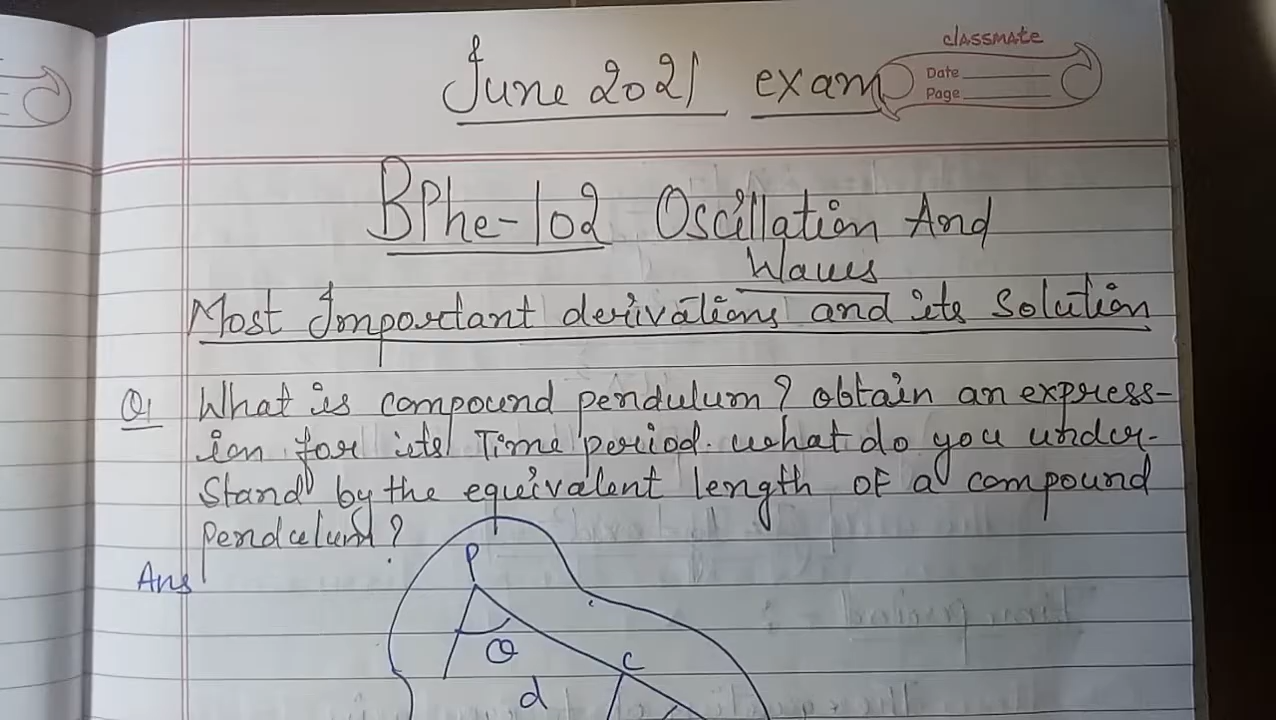 classmate
June 2021 exam
Date
Page
BPhe-102 Oscillation And
Waves
Most Important derivations and its Solution
Q1 What is compound pendulum? obtain an express-
ion for its Time period. what do you under-
stand by the equivalent length of a compound
pendulum?
Ans
P
θ
C
d